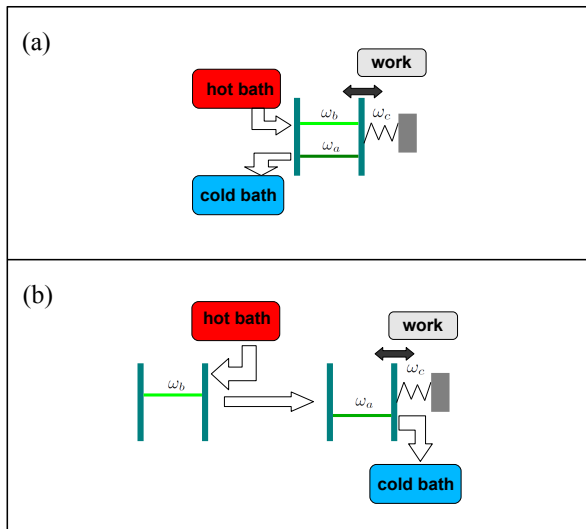 (a)
work
hot bath
ω_b
ω_c
ω_a
cold bath
(b)
hot bath
work
ω_b
ω_c
ω_a
cold bath